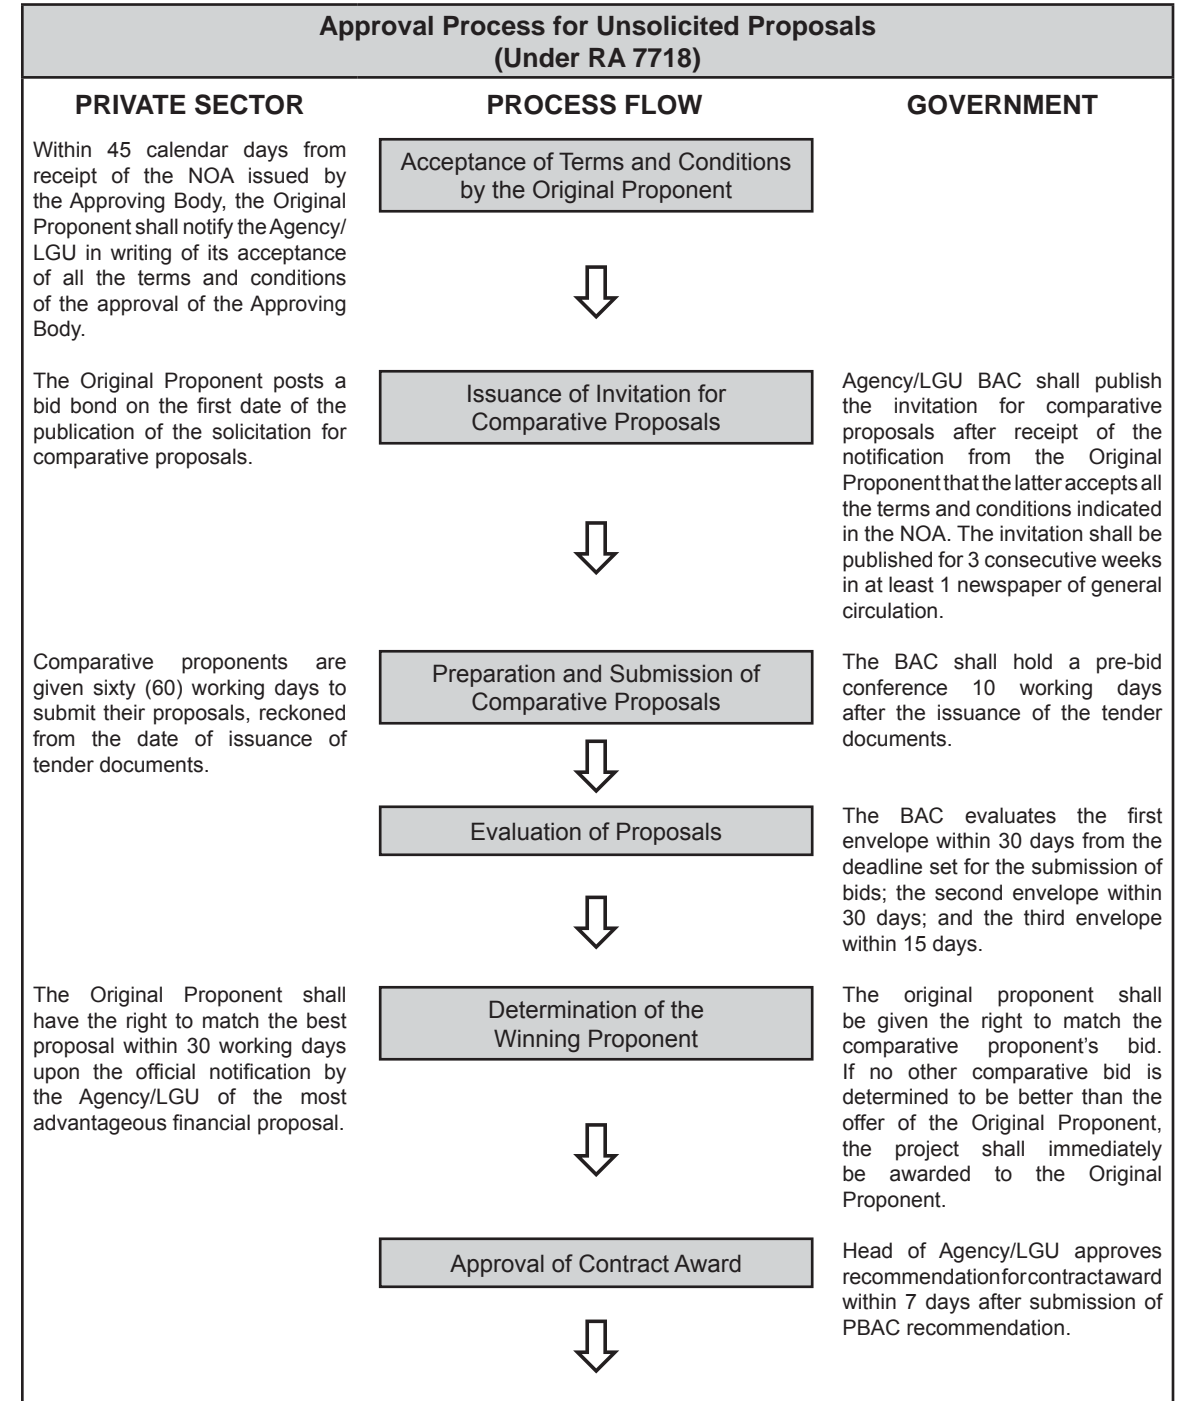 Approval Process for Unsolicited Proposals
(Under RA 7718)
PRIVATE SECTOR
PROCESS FLOW
GOVERNMENT
Within 45 calendar days from
receipt of the NOA issued by
the Approving Body, the Original
Proponent shall notify the Agency/
LGU in writing of its acceptance
of all the terms and conditions
of the approval of the Approving
Body.
Acceptance of Terms and Conditions
by the Original Proponent
The Original Proponent posts a
bid bond on the first date of the
publication of the solicitation for
comparative proposals.
Issuance of Invitation for
Comparative Proposals
Agency/LGU BAC shall publish
the invitation for comparative
proposals after receipt of the
notification from the Original
Proponent that the latter accepts all
the terms and conditions indicated
in the NOA. The invitation shall be
published for 3 consecutive weeks
in at least 1 newspaper of general
circulation.
Comparative proponents are
given sixty (60) working days to
submit their proposals, reckoned
from the date of issuance of
tender documents.
Preparation and Submission of
Comparative Proposals
The BAC shall hold a pre-bid
conference 10 working days
after the issuance of the tender
documents.
Evaluation of Proposals
The BAC evaluates the first
envelope within 30 days from the
deadline set for the submission of
bids; the second envelope within
30 days; and the third envelope
within 15 days.
The Original Proponent shall
have the right to match the best
proposal within 30 working days
upon the official notification by
the Agency/LGU of the most
advantageous financial proposal.
Determination of the
Winning Proponent
The original proponent shall
be given the right to match the
comparative proponent's bid.
If no other comparative bid is
determined to be better than the
offer of the Original Proponent,
the project shall immediately
be awarded to the Original
Proponent.
Approval of Contract Award
Head of Agency/LGU approves
recommendation for contract award
within 7 days after submission of
PBAC recommendation.